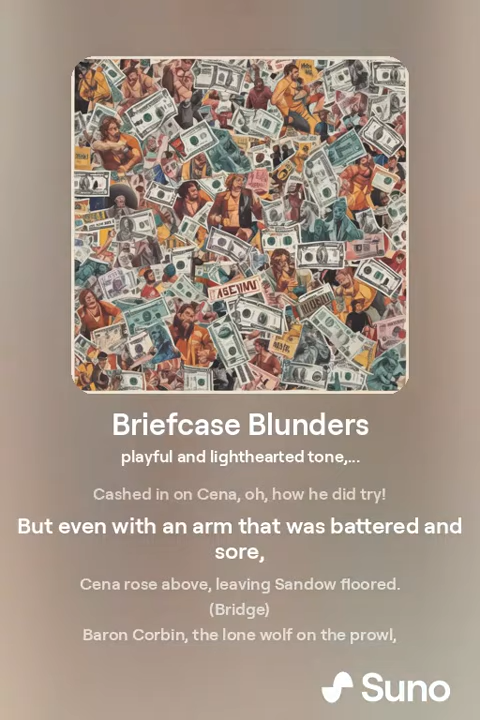 Briefcase Blunders
playful and lighthearted tone,...
Cashed in on Cena, oh, how he did try!
But even with an arm that was battered and
sore,
Cena rose above, leaving Sandow floored.
(Bridge)
Baron Corbin, the lone wolf on the prowl,
Suno